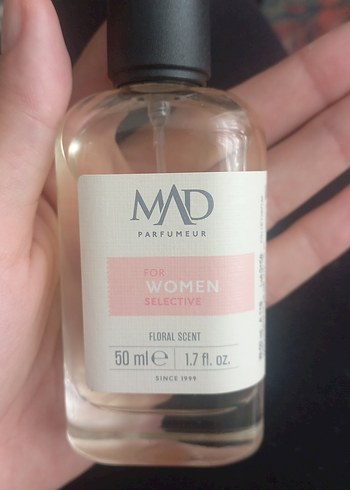 MAD
PARFUMEUR
FOR
WOMEN
SELECTIVE
FLORAL SCENT
50 ml ℮ 1.7 fl. oz.
SINCE 1999